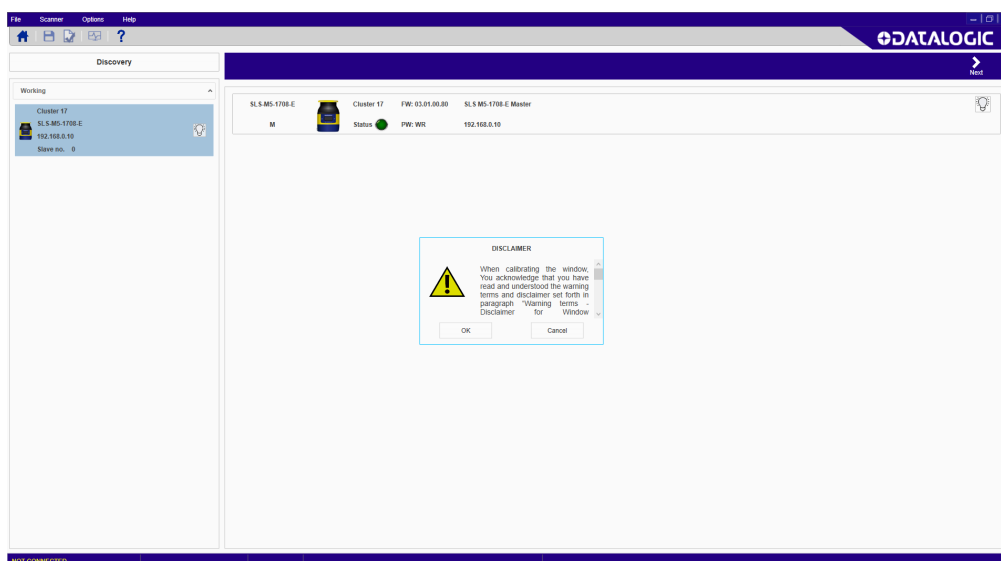 File Scanner Options Help
?
DATALOGIC
Discovery
Next
Working
Cluster 17
SLS-M5-1708-E
192.168.0.10
Slave no. 0
SLS-M5-1708-E Cluster 17 FW: 03.01.00.80 SLS M5-1708-E Master
M Status PW: WR 192.168.0.10
DISCLAIMER
When calibrating the window,
You acknowledge that you have
read and understood the warning
terms and disclaimer set forth in
paragraph "Warning terms -
Disclaimer for Window
OK Cancel
NOT CONNECTED